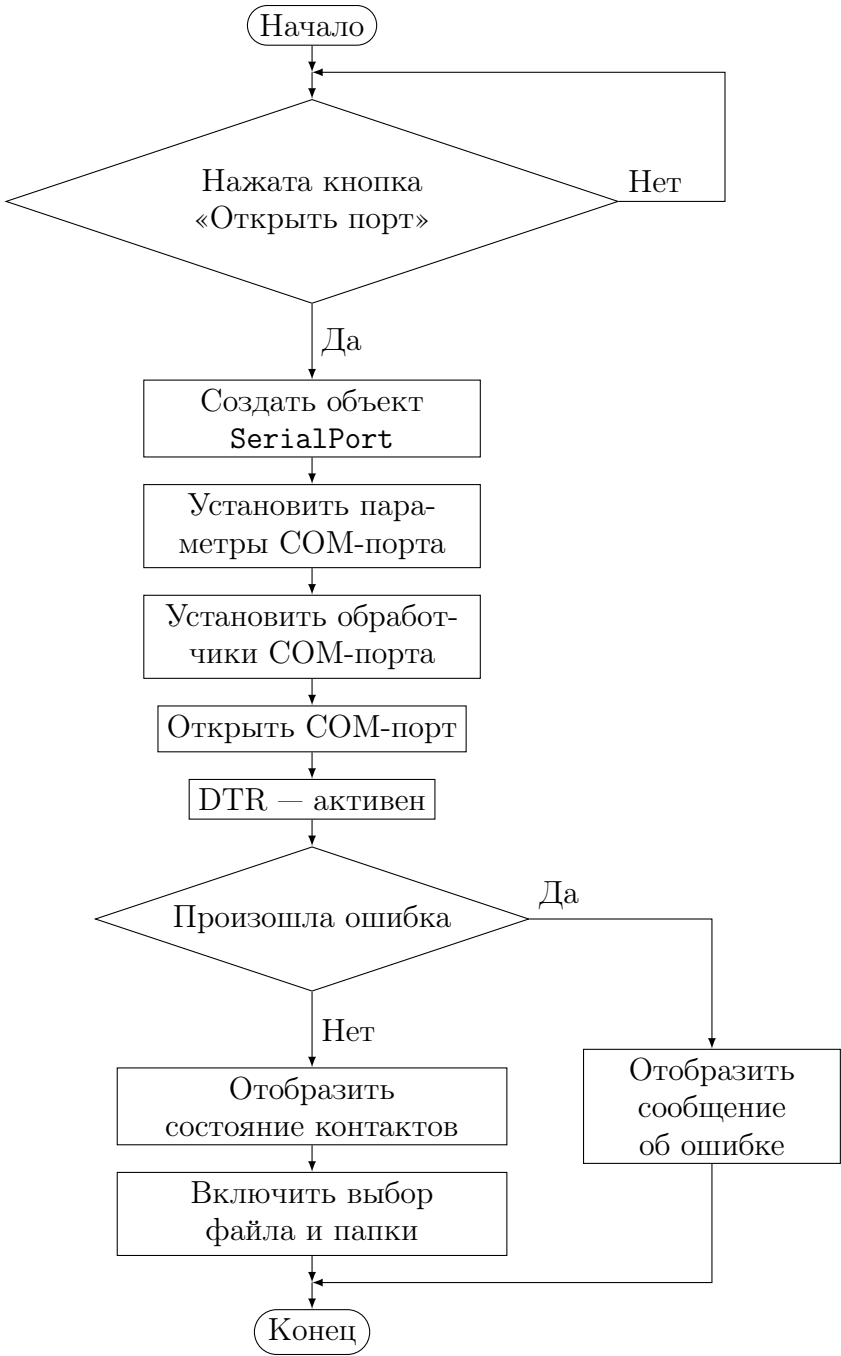 Начало
Нажата кнопка
«Открыть порт»
Нет
Да
Создать объект
SerialPort
Установить пара-
метры COM-порта
Установить обработ-
чики COM-порта
Открыть COM-порт
DTR — активен
Произошла ошибка
Да
Нет
Отобразить
состояние контактов
Отобразить
сообщение
об ошибке
Включить выбор
файла и папки
Конец